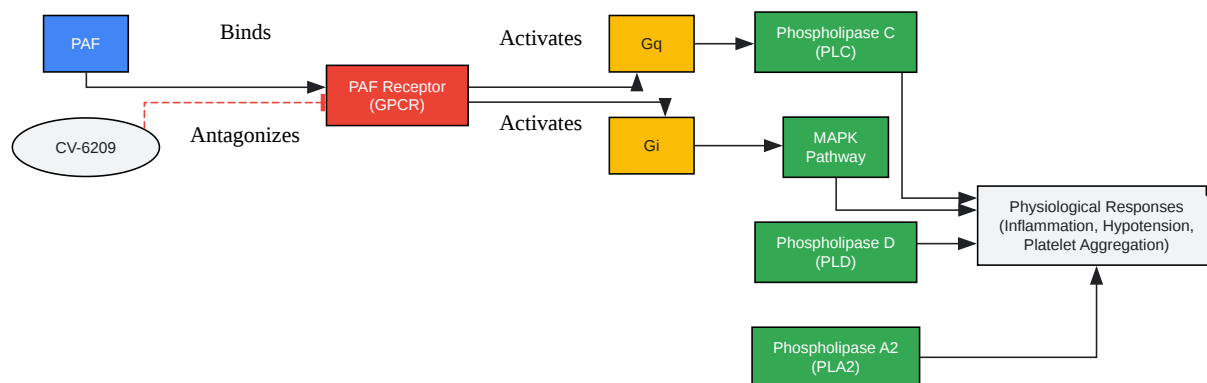 PAF
Binds
Activates
Gq
Phospholipase C
(PLC)
PAF Receptor
(GPCR)
CV-6209
Antagonizes
Activates
Gi
MAPK
Pathway
Physiological Responses
(Inflammation, Hypotension,
Platelet Aggregation)
Phospholipase D
(PLD)
Phospholipase A2
(PLA2)